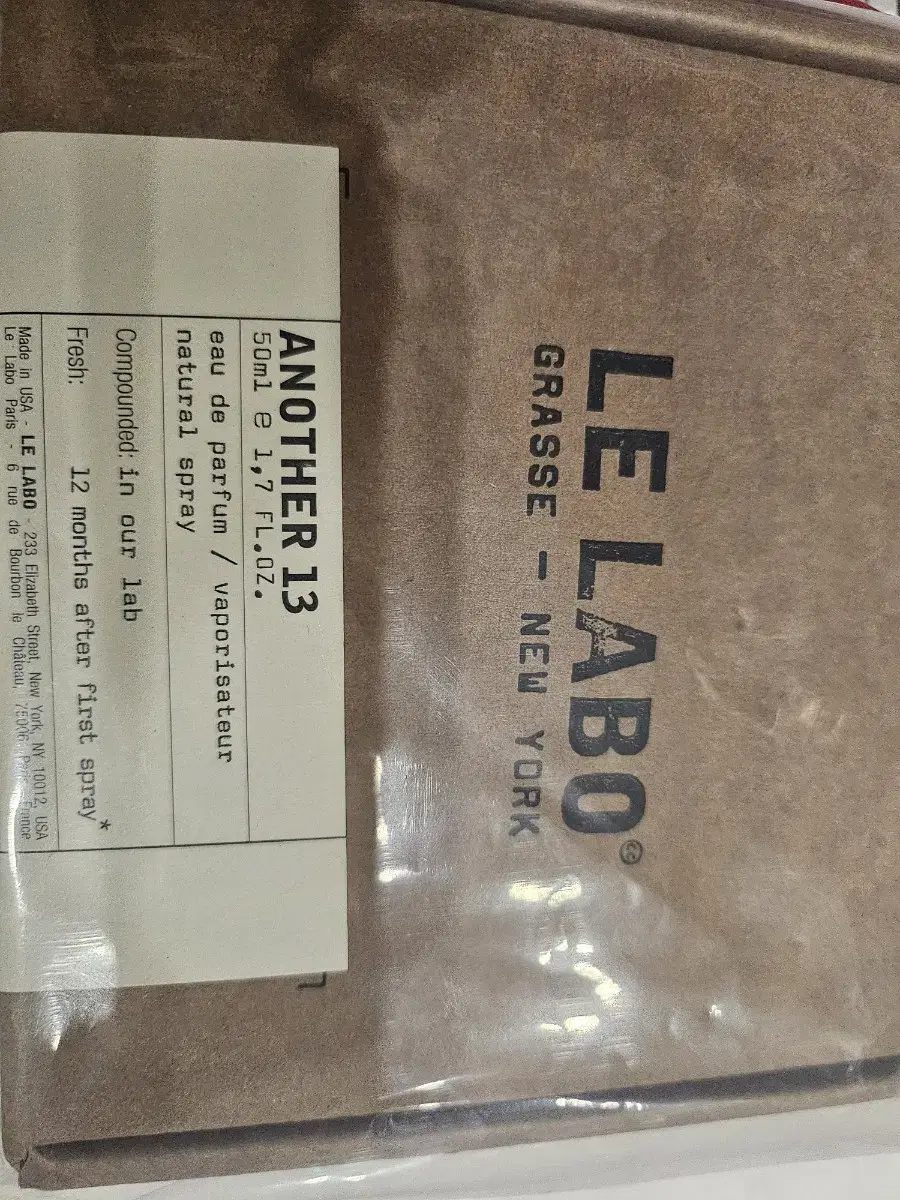 LE LABO
GRASSE - NEW YORK
ANOTHER 13
50ml e 1,7 FL.OZ.
eau de parfum / vaporisateur
natural spray
Compounded: in our lab
Fresh: 12 months after first spray*
Made in USA - LE LABO - 233 Elizabeth Street, New York, NY 10012, USA
Le Labo Paris - 6 rue de Bourbon le Château, 75006 Paris France